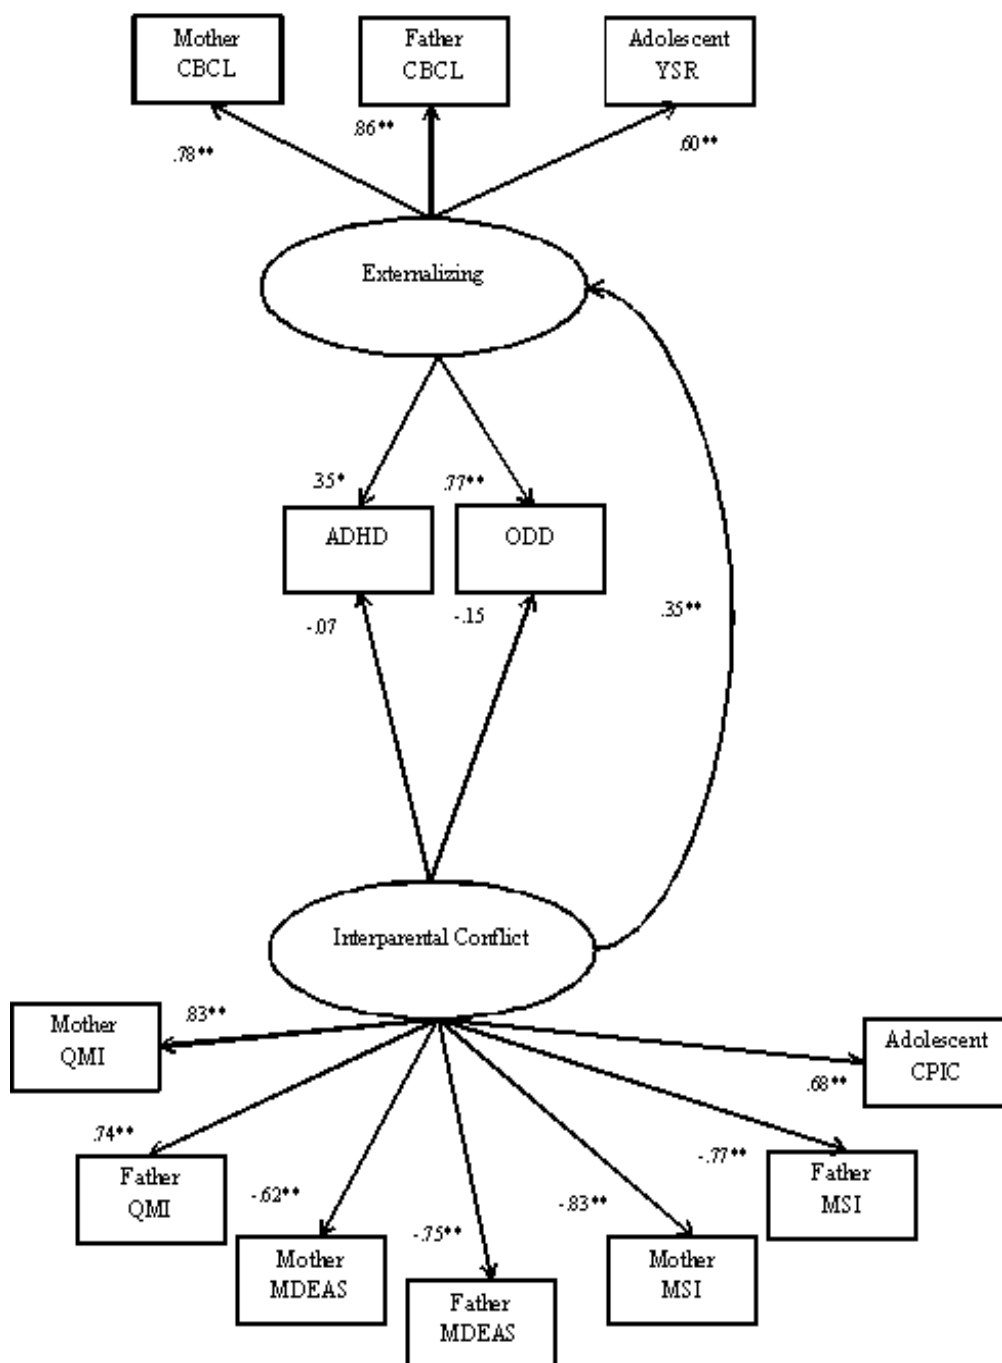 Mother
CBCL
Father
CBCL
Adolescent
YSR
.78**
.86**
.60**
Externalizing
.35*
.77**
ADHD
ODD
-.07
-.15
.35**
Interparental Conflict
Mother
QMI
.83**
Adolescent
CPIC
.68**
.74**
Father
QMI
-.62**
Mother
MDEAS
-.75**
Father
MDEAS
-.83**
Mother
MSI
-.77**
Father
MSI